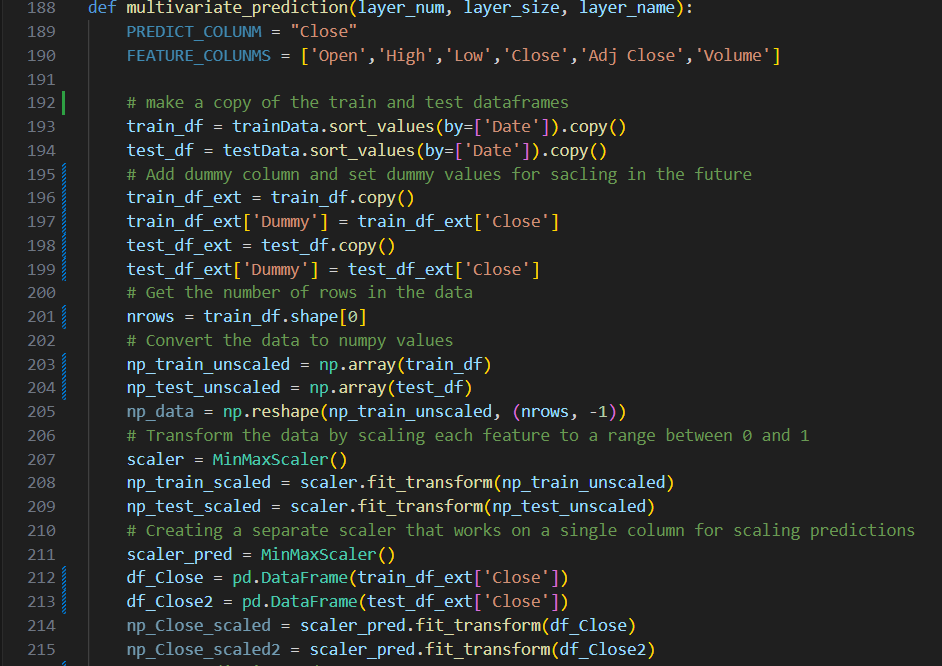 188 def multivariate_prediction(layer_num, layer_size, layer_name):
189     PREDICT_COLUNM = "Close"
190     FEATURE_COLUNMS = ['Open','High','Low','Close','Adj Close','Volume']
191
192     # make a copy of the train and test dataframes
193     train_df = trainData.sort_values(by=['Date']).copy()
194     test_df = testData.sort_values(by=['Date']).copy()
195     # Add dummy column and set dummy values for sacling in the future
196     train_df_ext = train_df.copy()
197     train_df_ext['Dummy'] = train_df_ext['Close']
198     test_df_ext = test_df.copy()
199     test_df_ext['Dummy'] = test_df_ext['Close']
200     # Get the number of rows in the data
201     nrows = train_df.shape[0]
202     # Convert the data to numpy values
203     np_train_unscaled = np.array(train_df)
204     np_test_unscaled = np.array(test_df)
205     np_data = np.reshape(np_train_unscaled, (nrows, -1))
206     # Transform the data by scaling each feature to a range between 0 and 1
207     scaler = MinMaxScaler()
208     np_train_scaled = scaler.fit_transform(np_train_unscaled)
209     np_test_scaled = scaler.fit_transform(np_test_unscaled)
210     # Creating a separate scaler that works on a single column for scaling predictions
211     scaler_pred = MinMaxScaler()
212     df_Close = pd.DataFrame(train_df_ext['Close'])
213     df_Close2 = pd.DataFrame(test_df_ext['Close'])
214     np_Close_scaled = scaler_pred.fit_transform(df_Close)
215     np_Close_scaled2 = scaler_pred.fit_transform(df_Close2)